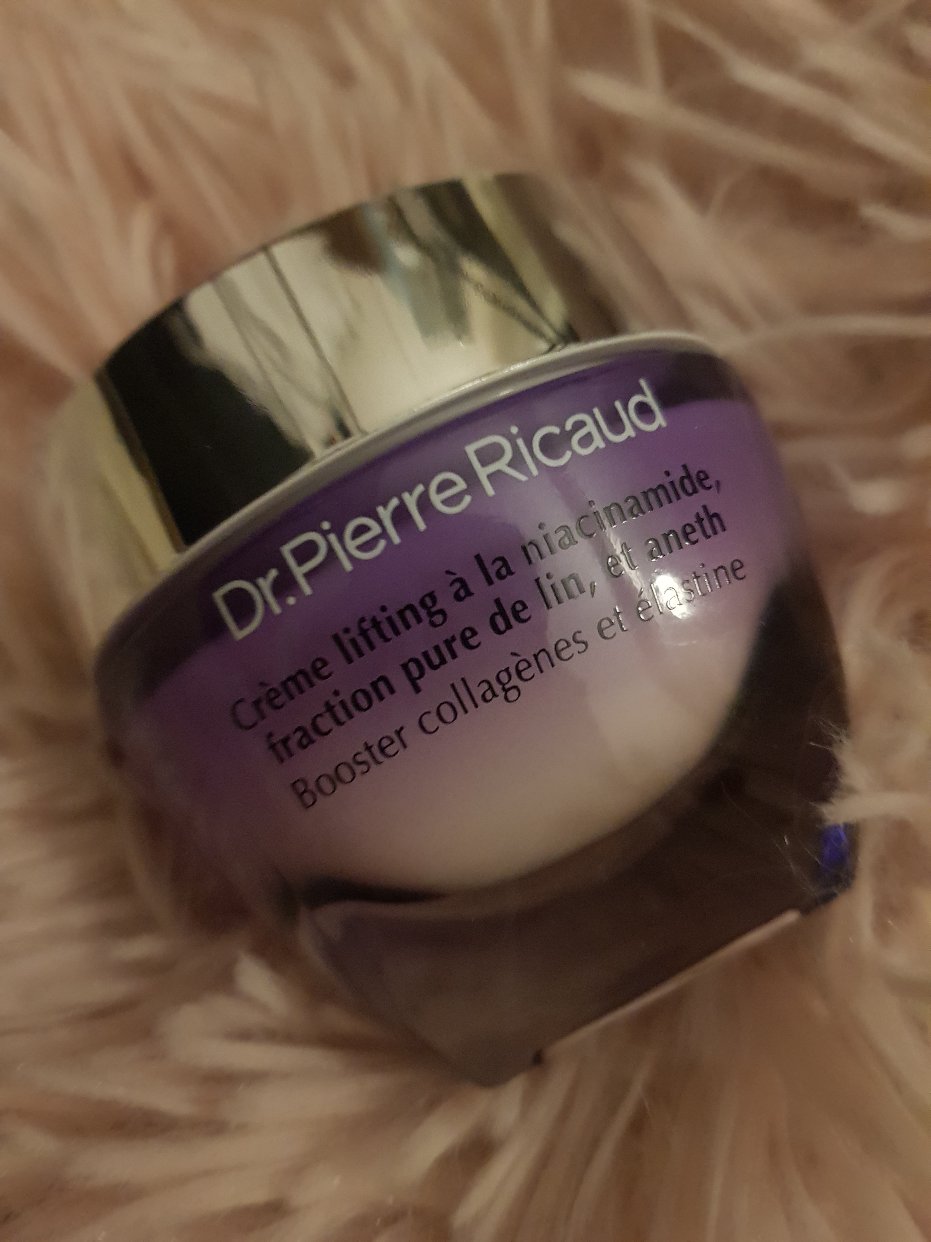 Dr.Pierre Ricaud
Crème lifting à la niacinamide,
fraction pure de lin, et aneth
Booster collagènes et élastine